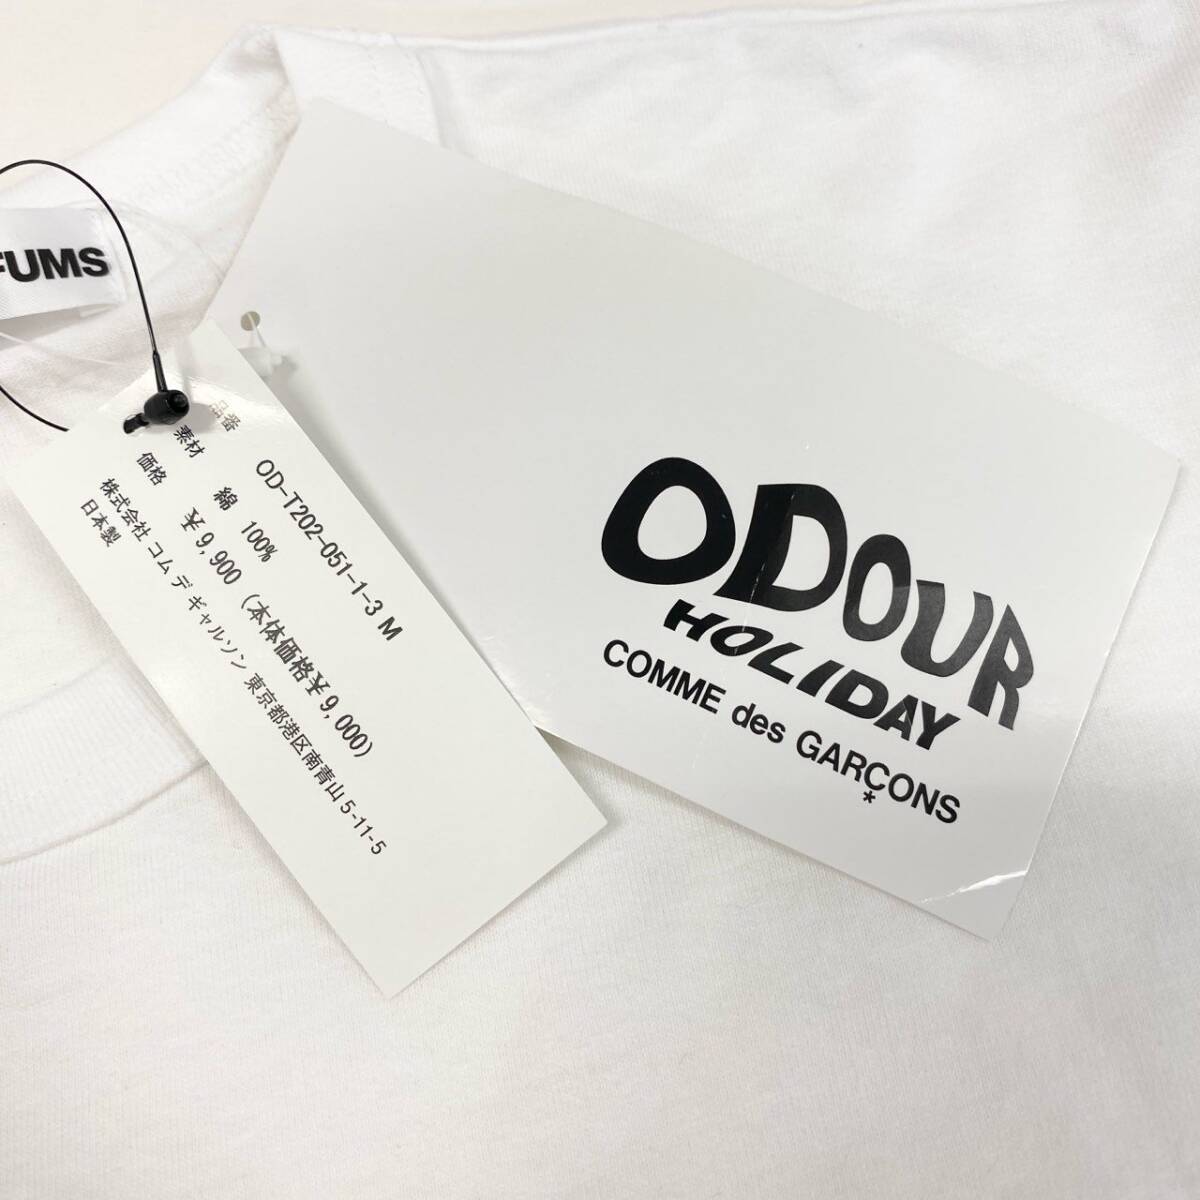 FUMS
品番 OD-T202-051-1-3 M
素材 綿 100%
価格 ¥9,900 (本体価格¥9,000)
株式会社 コム デ ギャルソン 東京都港区南青山5-11-5
日本製
ODOUR
HOLIDAY
COMME des GARÇONS
*